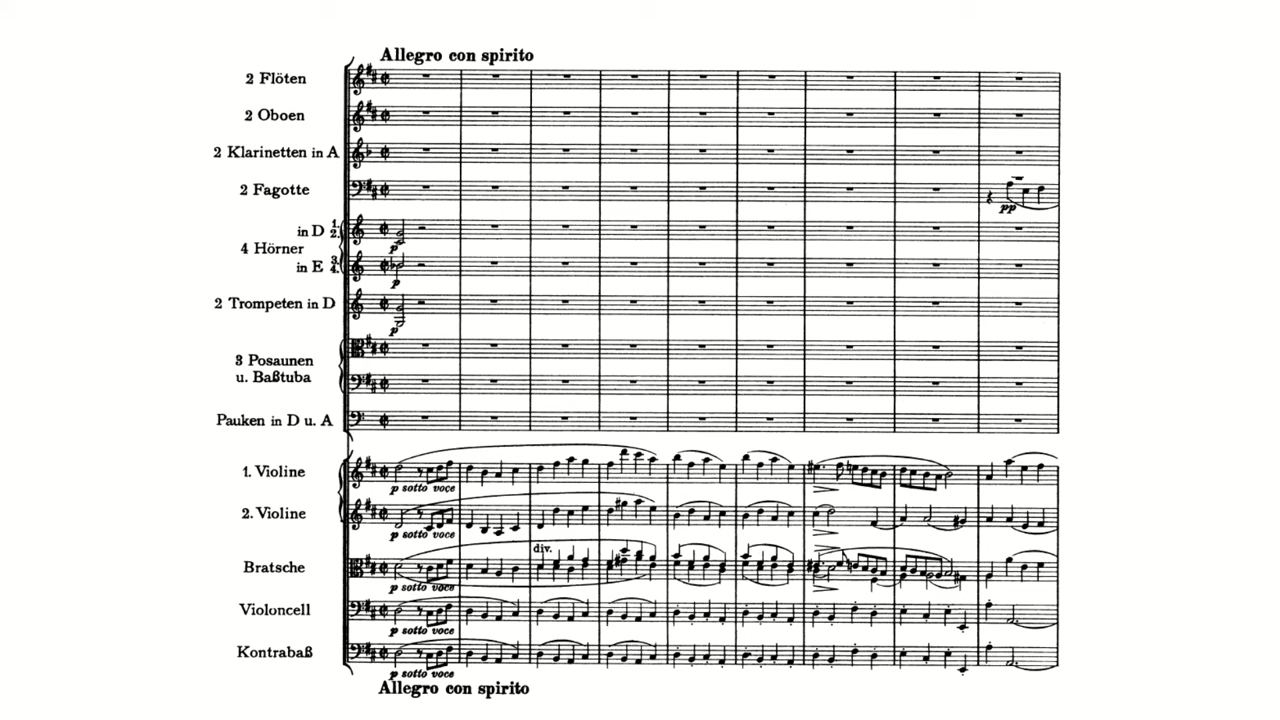 Allegro con spirito
2 Flöten
2 Oboen
2 Klarinetten in A
2 Fagotte
pp
in D 1. 2.
4 Hörner
p
in E 3. 4.
p
2 Trompeten in D
p
3 Posaunen
u. Baßtuba
Pauken in D u. A
1. Violine
p sotto voce
2. Violine
p sotto voce
div.
Bratsche
p sotto voce
Violoncell
p sotto voce
Kontrabaß
p sotto voce
Allegro con spirito